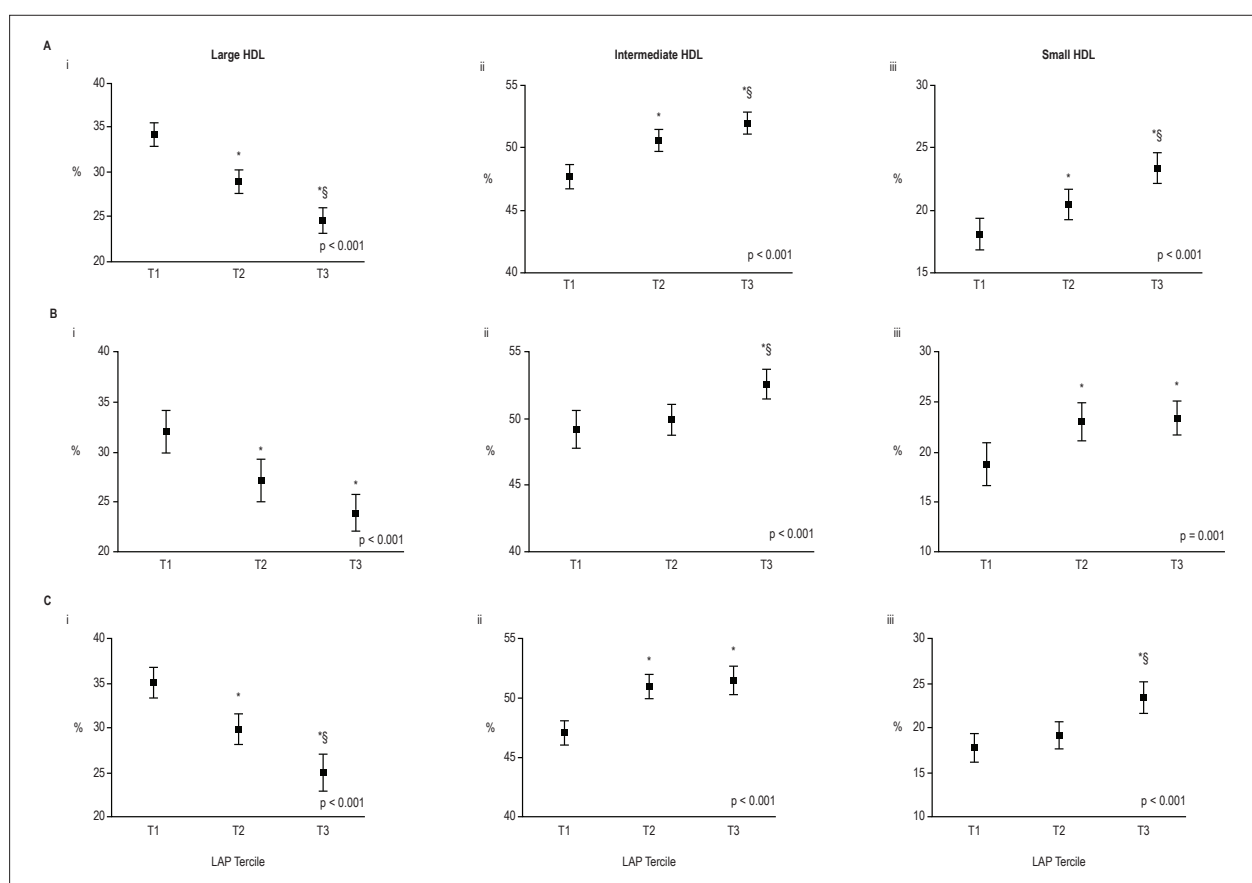 A
Large HDL
i
40
35
30
25
20
%
*
*§
p < 0.001
T1 T2 T3
Intermediate HDL
ii
55
50
45
40
%
*
*§
p < 0.001
T1 T2 T3
Small HDL
iii
30
25
20
15
%
*
*§
p < 0.001
T1 T2 T3
B
i
40
35
30
25
20
%
*
*
p < 0.001
T1 T2 T3
ii
55
50
45
40
%
*§
p < 0.001
T1 T2 T3
iii
30
25
20
15
10
%
*
*
p = 0.001
T1 T2 T3
C
i
40
35
30
25
20
%
*
*§
p < 0.001
T1 T2 T3
LAP Tercile
ii
55
50
45
40
%
*
*
p < 0.001
T1 T2 T3
LAP Tercile
iii
30
25
20
15
10
%
*§
p < 0.001
T1 T2 T3
LAP Tercile